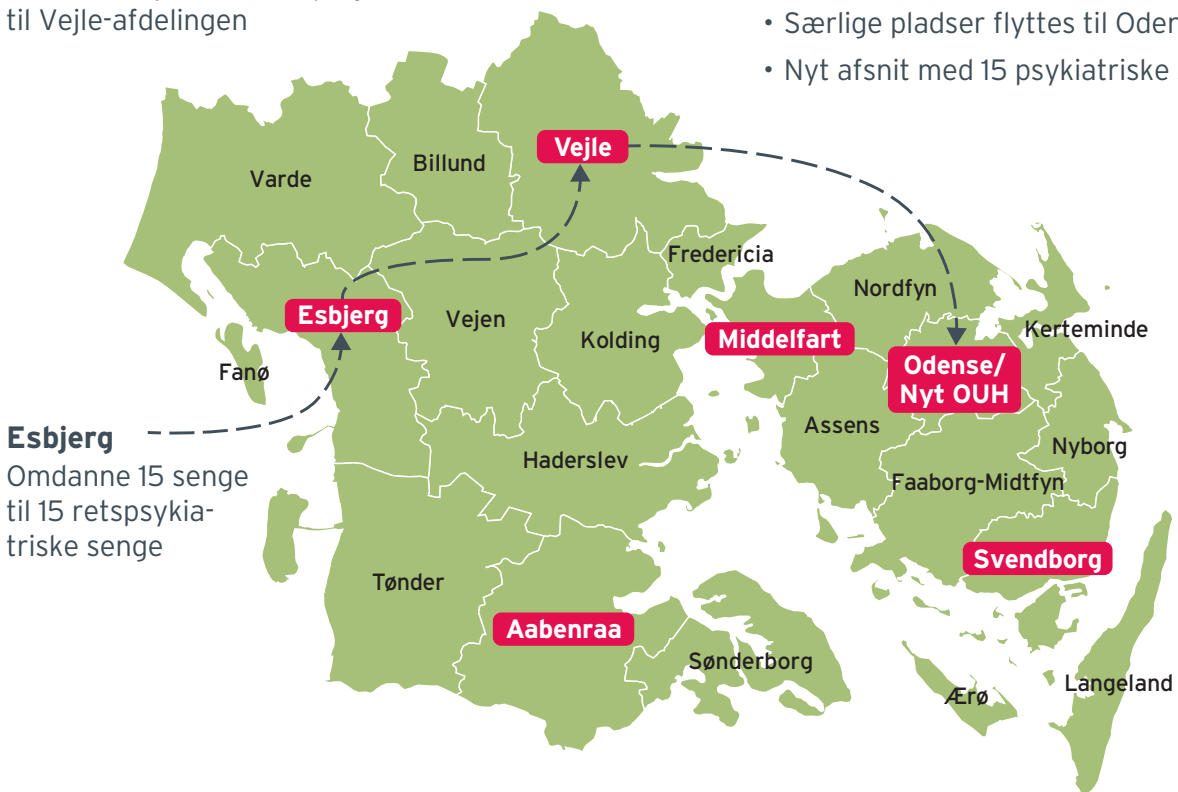 til Vejle-afdelingen
• Særlige pladser flyttes til
• Nyt afsnit med 15 psykiatriske
Vejle
Billund
Varde
Fredericia
Nordfyn
Esbjerg
Vejen
Kolding
Middelfart
Kerteminde
Fanø
Odense/
Nyt OUH
Assens
Esbjerg
Omdanne 15 senge
til 15 retspsykia-
triske senge
Haderslev
Nyborg
Faaborg-Midtfyn
Svendborg
Tønder
Aabenraa
Sønderborg
Ærø
Langeland